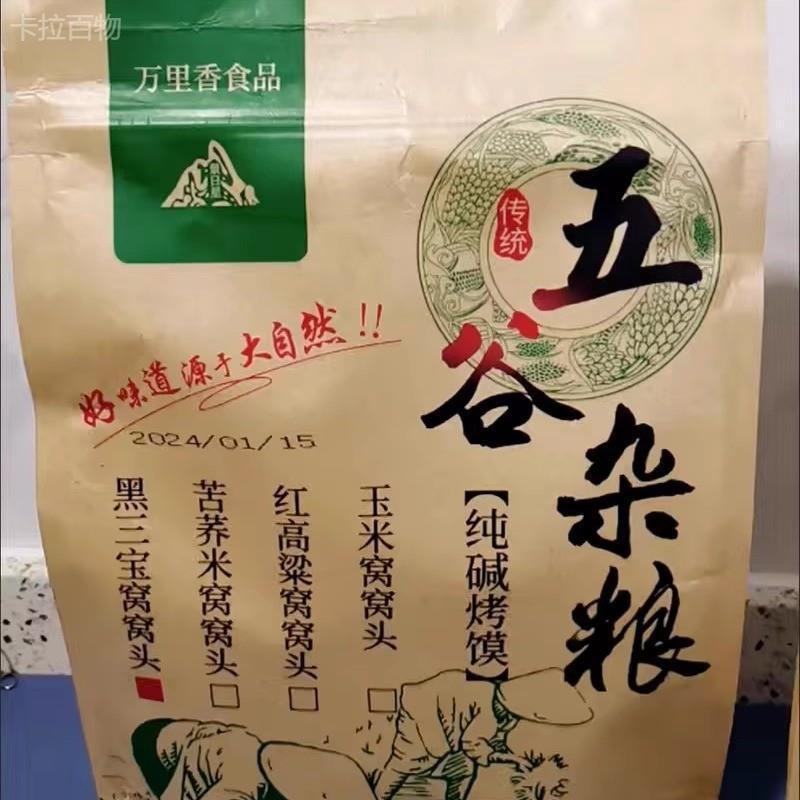 卡拉百物
万里香食品
传统
五谷杂粮
好味道源于大自然!!
2024/01/15
【纯碱烤馍】
玉米窝窝头
红高粱窝窝头
苦荞米窝窝头
黑三宝窝窝头